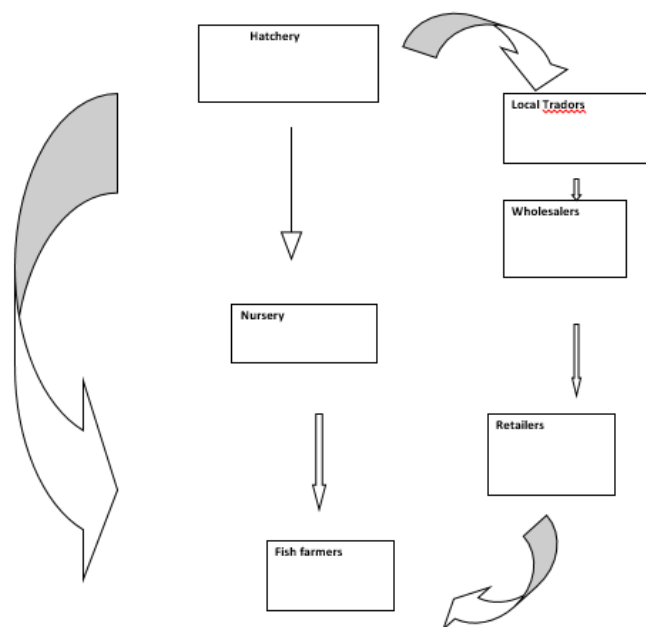 Hatchery
Local Tradors
Wholesalers
Nursery
Retailers
Fish farmers